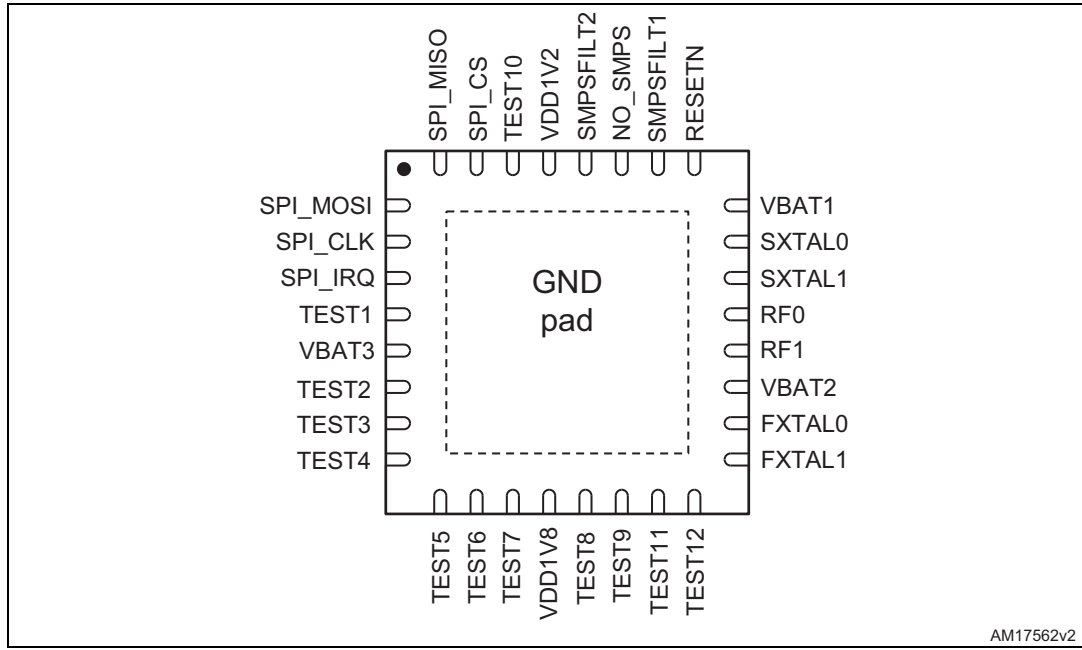 SPI_MISO
SPI_CS
TEST10
VDD1V2
SMPSFILT2
NO_SMPS
SMPSFILT1
RESETN
SPI_MOSI
SPI_CLK
SPI_IRQ
TEST1
VBAT3
TEST2
TEST3
TEST4
GND
pad
VBAT1
SXTAL0
SXTAL1
RF0
RF1
VBAT2
FXTAL0
FXTAL1
TEST5
TEST6
TEST7
VDD1V8
TEST8
TEST9
TEST11
TEST12
AM17562v2